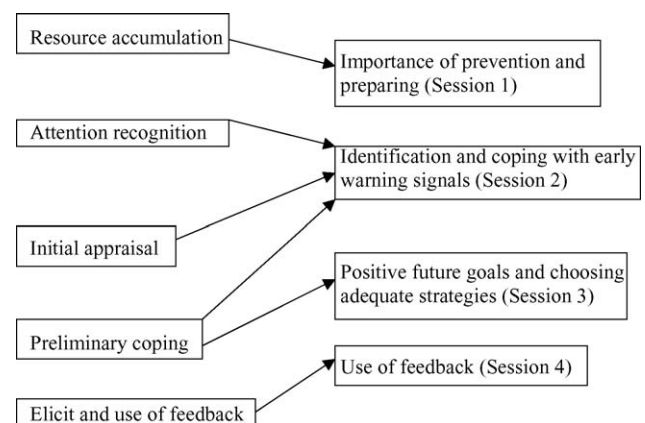 Resource accumulation
Importance of prevention and
preparing (Session 1)
Attention recognition
Identification and coping with early
warning signals (Session 2)
Initial appraisal
Positive future goals and choosing
adequate strategies (Session 3)
Preliminary coping
Use of feedback (Session 4)
Elicit and use of feedback